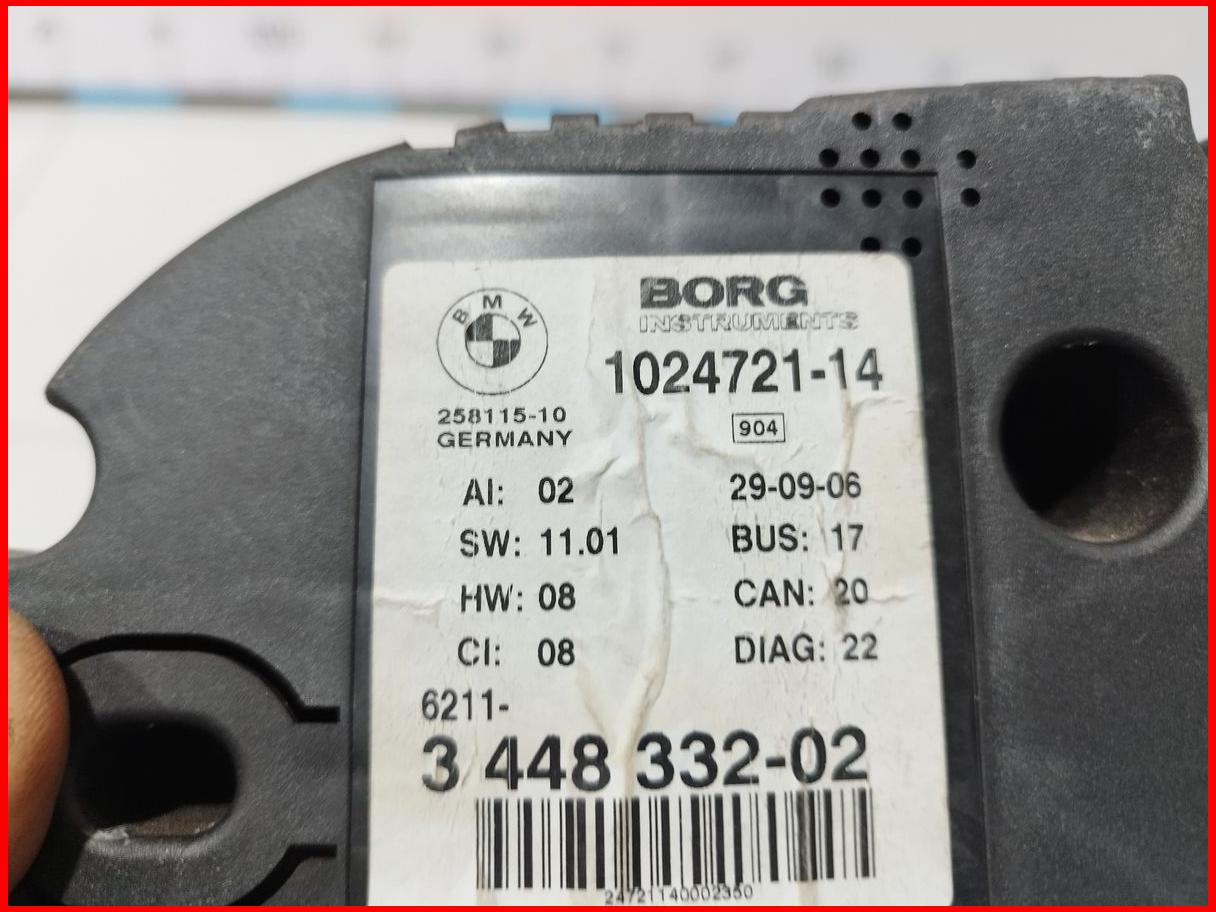 BMW
BORG
INSTRUMENTS
1024721-14
258115-10
GERMANY
904
AI: 02
29-09-06
SW: 11.01
BUS: 17
HW: 08
CAN: 20
CI: 08
DIAG: 22
6211-
3 448 332-02
24721140002350